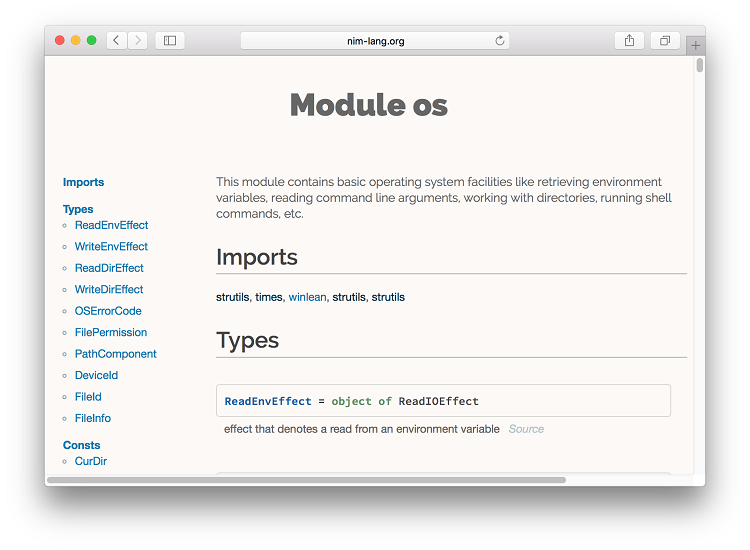 nim-lang.org
Module os
Imports
Types
ReadEnvEffect
WriteEnvEffect
ReadDirEffect
WriteDirEffect
OSErrorCode
FilePermission
PathComponent
DeviceId
FileId
FileInfo
Consts
CurDir
This module contains basic operating system facilities like retrieving environment
variables, reading command line arguments, working with directories, running shell
commands, etc.
Imports
strutils, times, winlean, strutils, strutils
Types
ReadEnvEffect = object of ReadIOEffect
effect that denotes a read from an environment variable Source